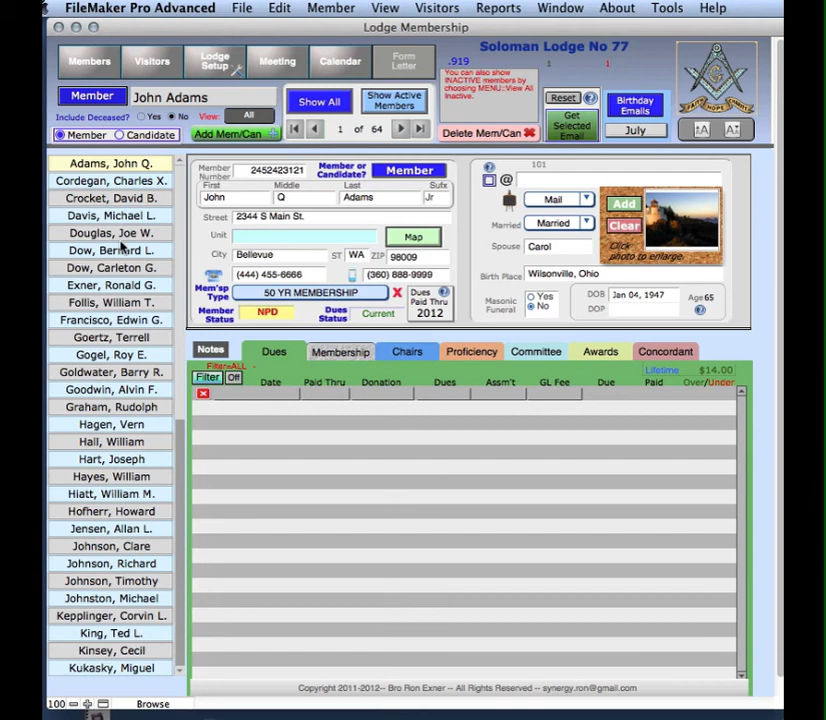 FileMaker Pro Advanced File Edit Member View Visitors Reports Window About Tools Help
Lodge Membership
Members Visitors Lodge Setup Meeting Calendar Form Letter
Soloman Lodge No 77
.919 1 1
You can also show INACTIVE members by choosing MENU::View All Inactive.
Member John Adams
Show All Show Active Members
Reset ? Birthday Emails
Include Deceased? Yes No View: All
Get Selected Email July
Member Candidate Add Mem/Can 1 of 64 Delete Mem/Can
FAITH HOPE CHARITY
Adams, John Q.
Cordegan, Charles X.
Crocket, David B.
Davis, Michael L.
Douglas, Joe W.
Dow, Bernard L.
Dow, Carleton G.
Exner, Ronald G.
Follis, William T.
Francisco, Edwin G.
Goertz, Terrell
Gogel, Roy E.
Goldwater, Barry R.
Goodwin, Alvin F.
Graham, Rudolph
Hagen, Vern
Hall, William
Hart, Joseph
Hayes, William
Hiatt, William M.
Hofherr, Howard
Jensen, Allan L.
Johnson, Clare
Johnson, Richard
Johnson, Timothy
Johnston, Michael
Kepplinger, Corvin L.
King, Ted L.
Kinsey, Cecil
Kukasky, Miguel
Member Number 2452423121 Member or Candidate? Member
First Middle Last Sufx
John Q Adams Jr
Street 2344 S Main St.
Unit Map
City Bellevue ST WA ZIP 98009
(444) 455-6666 (360) 888-9999
Mem'sp Type 50 YR MEMBERSHIP X Dues Paid Thru ? 2012
Member Status NPD Dues Status Current
? 101
@
Mail
Married Married
Spouse Carol
Add
Clear
Click photo to enlarge.
Birth Place Wilsonville, Ohio
Masonic Funeral Yes No
DOB Jan 04, 1947 Age 65
DOP ?
Notes Dues Membership Chairs Proficiency Committee Awards Concordant
Filter=ALL -
Lifetime $14.00
Filter Off Date Paid Thru Donation Dues Assm't GL Fee Due Paid Over/Under
Copyright 2011-2012-- Bro Ron Exner -- All Rights Reserved -- synergy.ron@gmail.com
100 Browse